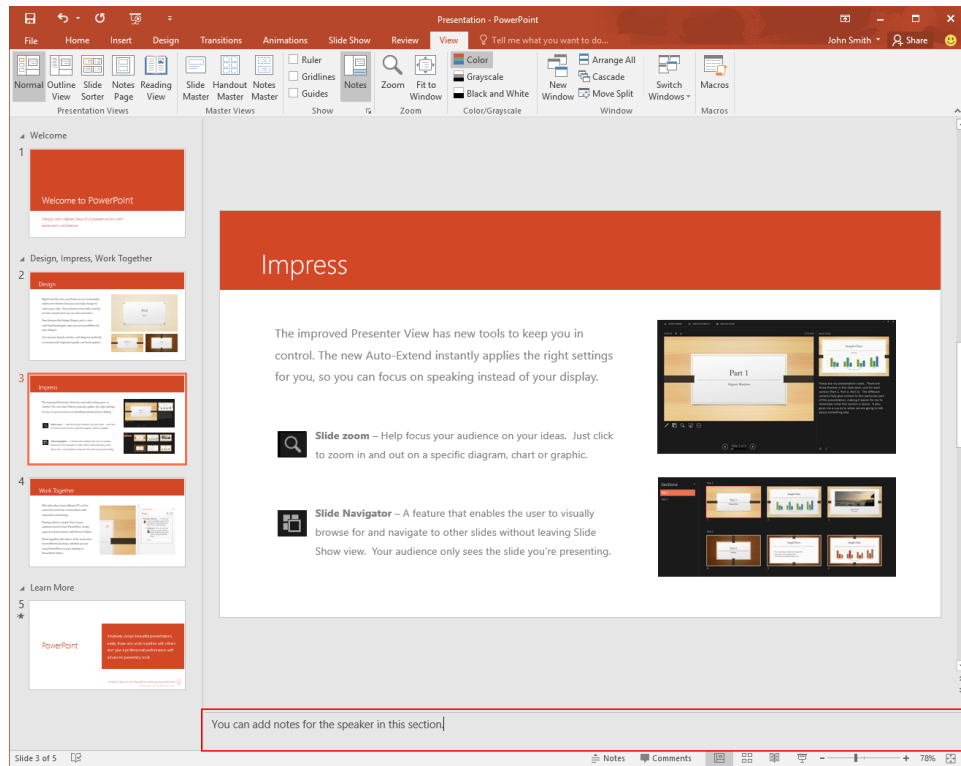 Presentation - PowerPoint
File Home Insert Design Transitions Animations Slide Show Review View Tell me what you want to do... John Smith Share
Normal Outline View Slide Sorter Notes Page Reading View
Presentation Views
Slide Master Handout Master Notes Master
Master Views
Ruler
Gridlines
Guides
Notes
Show
Zoom Fit to Window
Zoom
Color
Grayscale
Black and White
Color/Grayscale
New Window
Arrange All
Cascade
Move Split
Switch Windows
Window
Macros
Macros
Welcome
1
Welcome to PowerPoint
Design, Impress, Work Together
2
Design
3
Impress
4
Work Together
Learn More
5
PowerPoint
Impress
The improved Presenter View has new tools to keep you in
control. The new Auto-Extend instantly applies the right settings
for you, so you can focus on speaking instead of your display.
Slide zoom – Help focus your audience on your ideas. Just click
to zoom in and out on a specific diagram, chart or graphic.
Slide Navigator – A feature that enables the user to visually
browse for and navigate to other slides without leaving Slide
Show view. Your audience only sees the slide you're presenting.
Part 1
Sections
You can add notes for the speaker in this section.
Slide 3 of 5 Notes Comments 78%